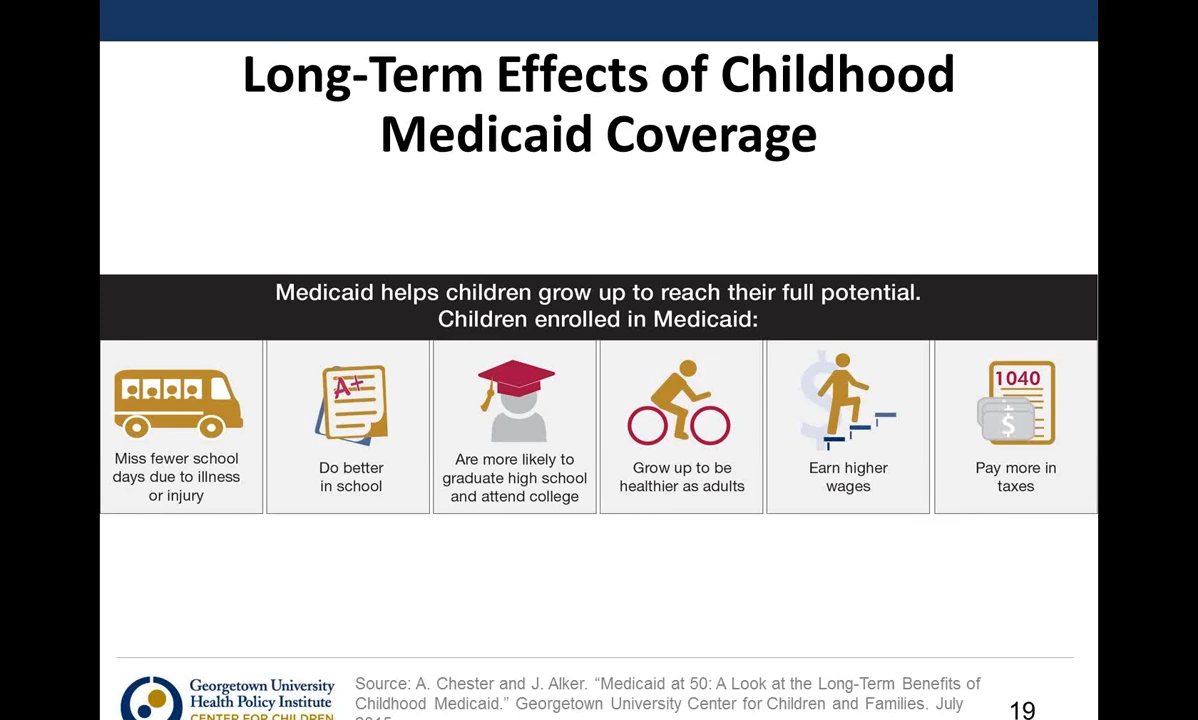 Long-Term Effects of Childhood
Medicaid Coverage
Medicaid helps children grow up to reach their full potential.
Children enrolled in Medicaid:
Miss fewer school
days due to illness
or injury
A+
Do better
in school
Are more likely to
graduate high school
and attend college
Grow up to be
healthier as adults
$
Earn higher
wages
1040
$
Pay more in
taxes
Georgetown University
Health Policy Institute
CENTER FOR CHILDREN
Source: A. Chester and J. Alker. “Medicaid at 50: A Look at the Long-Term Benefits of
Childhood Medicaid.” Georgetown University Center for Children and Families. July
19